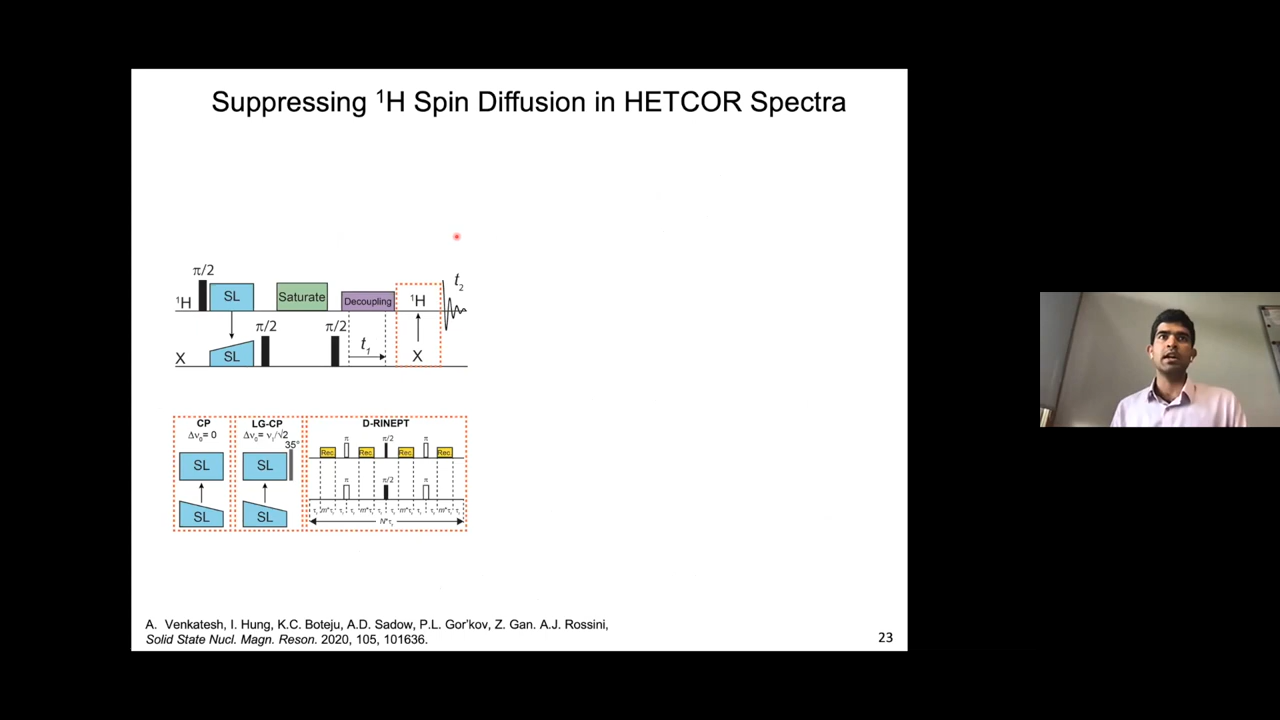 Suppressing ¹H Spin Diffusion in HETCOR Spectra
π/2
¹H SL Saturate Decoupling ¹H t₂
π/2 π/2
X SL t₁ X
CP LG-CP D-RINEPT
Δν₀= 0 Δν₀= ν₁/√2
35°
π π/2 π
SL SL Rec Rec Rec Rec
π π/2 π
SL SL
N*τᵣ
A. Venkatesh, I. Hung, K.C. Boteju, A.D. Sadow, P.L. Gor'kov, Z. Gan. A.J. Rossini,
Solid State Nucl. Magn. Reson. 2020, 105, 101636.
23